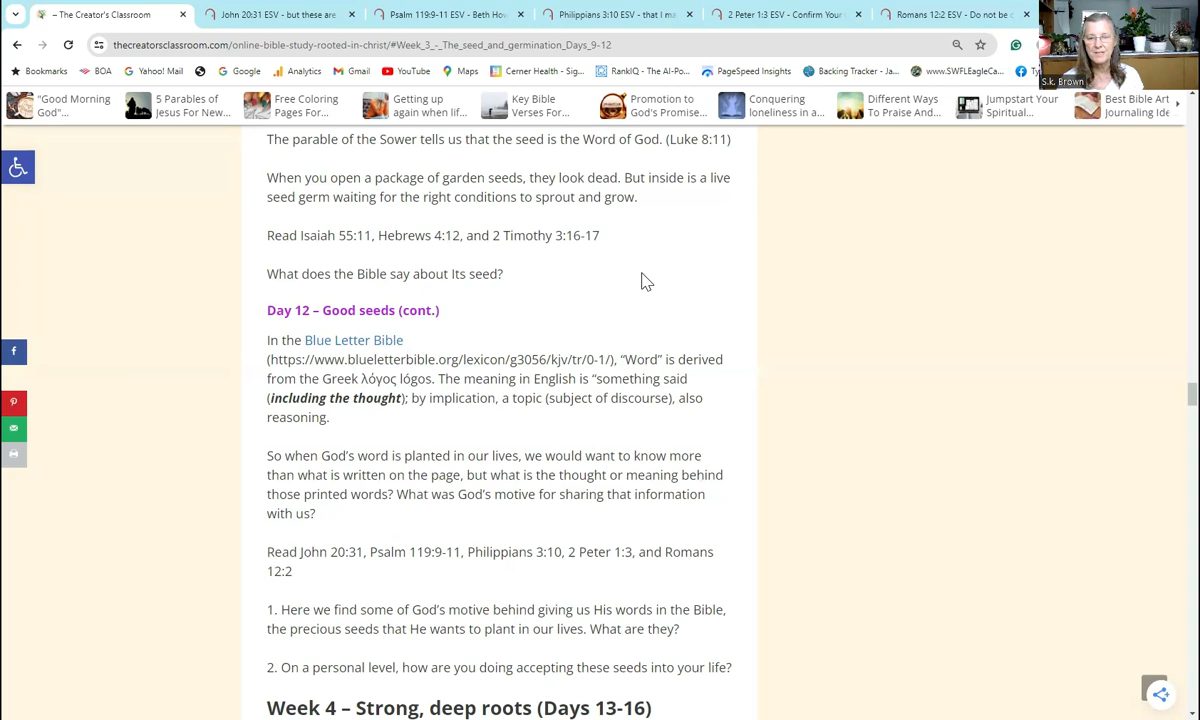 – The Creator's Classroom
John 20:31 ESV - but these are
Psalm 119:9-11 ESV - Beth How
Philippians 3:10 ESV - that I ma
2 Peter 1:3 ESV - Confirm Your
Romans 12:2 ESV - Do not be c
thecreatorsclassroom.com/online-bible-study-rooted-in-christ/#Week_3_-_The_seed_and_germination_Days_9-12
Bookmarks
BOA
Yahoo! Mail
Google
Analytics
Gmail
YouTube
Maps
Cerner Health - Sig...
RankIQ - The AI-Po...
PageSpeed Insights
Backing Tracker - Ja...
www.SWFLEagleCa...
S.k. Brown
"Good Morning
God"...
5 Parables of
Jesus For New...
Free Coloring
Pages For...
Getting up
again when lif...
Key Bible
Verses For...
Promotion to
God's Promise...
Conquering
loneliness in a...
Different Ways
To Praise And...
Jumpstart Your
Spiritual...
Best Bible Art
Journaling Ide
The parable of the Sower tells us that the seed is the Word of God. (Luke 8:11)
When you open a package of garden seeds, they look dead. But inside is a live
seed germ waiting for the right conditions to sprout and grow.
Read Isaiah 55:11, Hebrews 4:12, and 2 Timothy 3:16-17
What does the Bible say about Its seed?
Day 12 – Good seeds (cont.)
In the Blue Letter Bible
(https://www.blueletterbible.org/lexicon/g3056/kjv/tr/0-1/), “Word” is derived
from the Greek λόγος lógos. The meaning in English is “something said
(including the thought); by implication, a topic (subject of discourse), also
reasoning.
So when God’s word is planted in our lives, we would want to know more
than what is written on the page, but what is the thought or meaning behind
those printed words? What was God’s motive for sharing that information
with us?
Read John 20:31, Psalm 119:9-11, Philippians 3:10, 2 Peter 1:3, and Romans
12:2
1. Here we find some of God’s motive behind giving us His words in the Bible,
the precious seeds that He wants to plant in our lives. What are they?
2. On a personal level, how are you doing accepting these seeds into your life?
Week 4 – Strong, deep roots (Days 13-16)